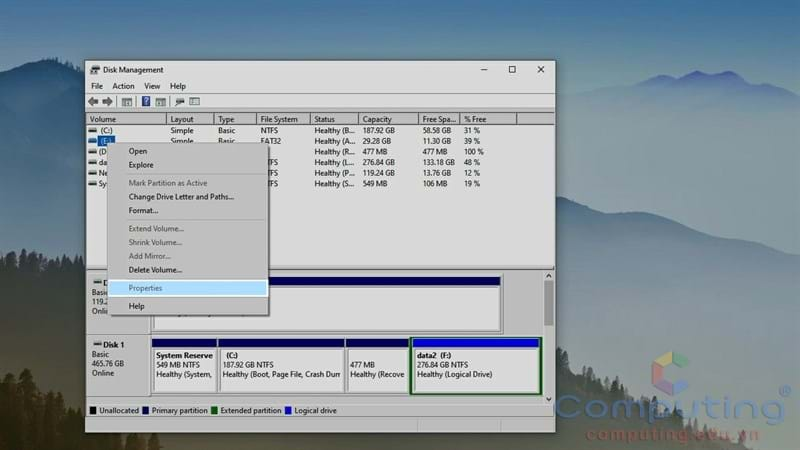 Disk Management
File Action View Help
Volume Layout Type File System Status Capacity Free Spa... % Free
(C:) Simple Basic NTFS Healthy (B... 187.92 GB 58.58 GB 31 %
Simple Basic FAT32 Healthy (A... 29.28 GB 11.30 GB 39 %
(D Healthy (R... 477 MB 477 MB 100 %
da Healthy (L... 276.84 GB 133.18 GB 48 %
Ne Healthy (P... 119.24 GB 13.76 GB 12 %
Sy Healthy (S... 549 MB 106 MB 19 %
Open
Explore
Mark Partition as Active
Change Drive Letter and Paths...
Format...
Extend Volume...
Shrink Volume...
Add Mirror...
Delete Volume...
Properties
Help
Basic
119.2
Online
Healthy (Primary Partition)
Disk 1
Basic
465.76 GB
Online
System Reserve
549 MB NTFS
Healthy (System,
(C:)
187.92 GB NTFS
Healthy (Boot, Page File, Crash Dum
477 MB
Healthy (Recove
data2 (F:)
276.84 GB NTFS
Healthy (Logical Drive)
Unallocated Primary partition Extended partition Logical drive
Computing®
computing.edu.vn